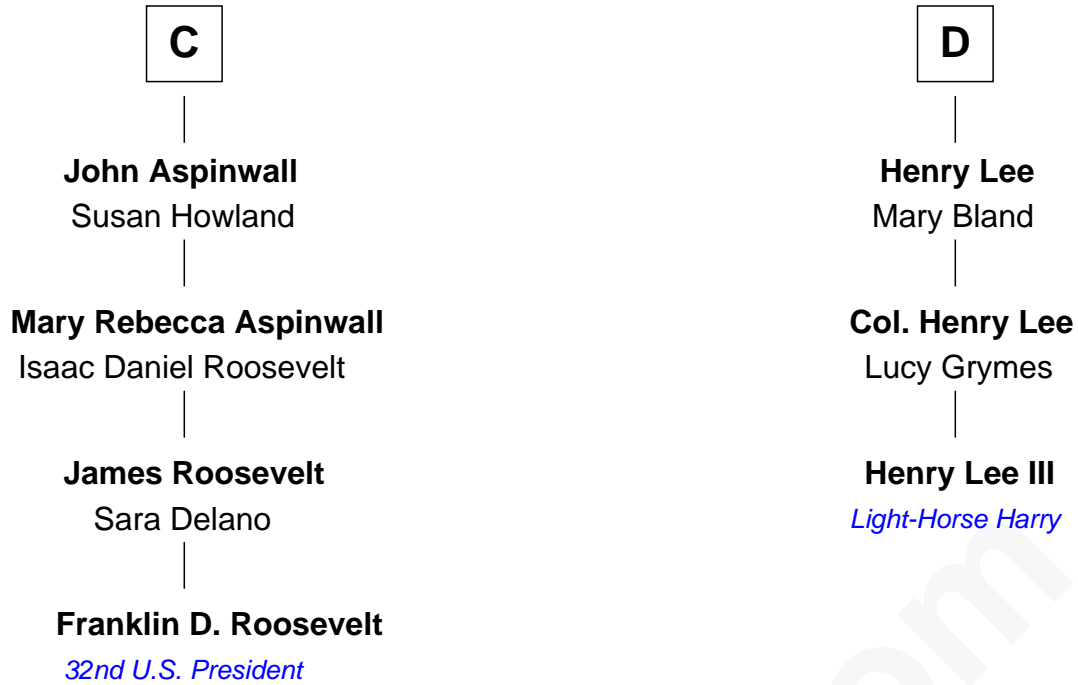 C
John Aspinwall
Susan Howland
Mary Rebecca Aspinwall
Isaac Daniel Roosevelt
James Roosevelt
Sara Delano
Franklin D. Roosevelt
32nd U.S. President
D
Henry Lee
Mary Bland
Col. Henry Lee
Lucy Grymes
Henry Lee III
Light-Horse Harry
om